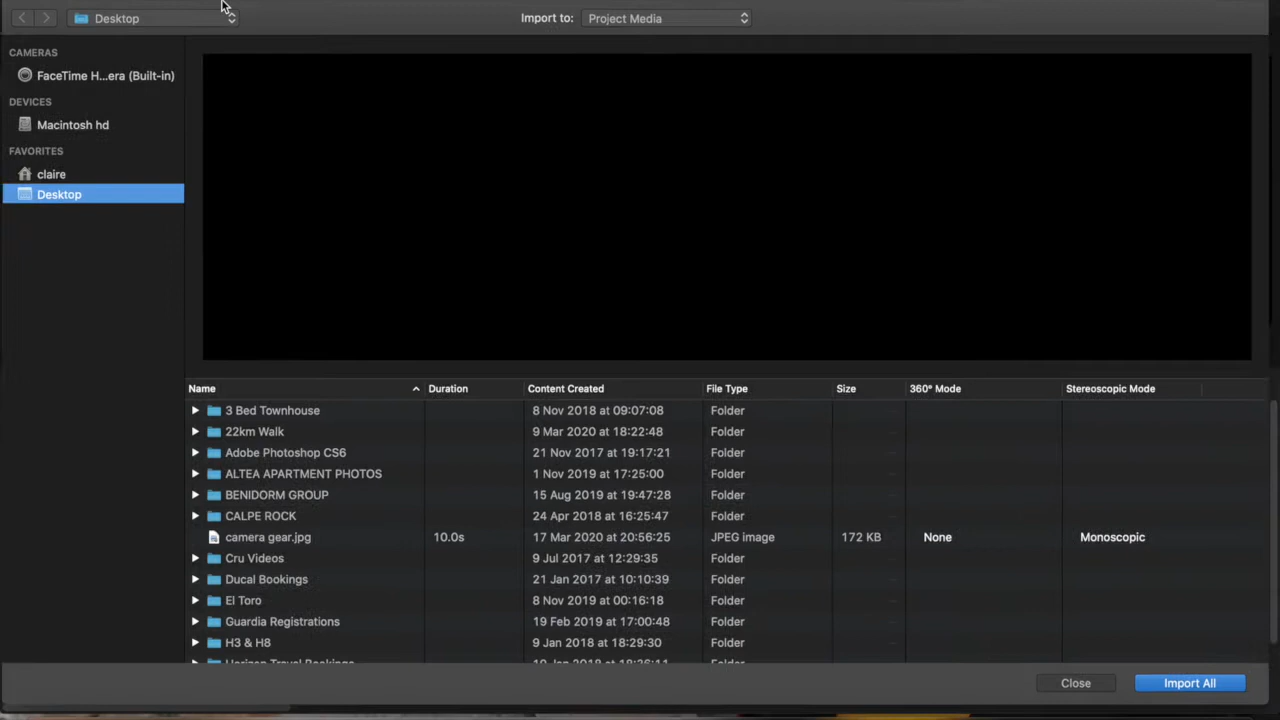 Desktop Import to: Project Media
CAMERAS
FaceTime H...era (Built-in)
DEVICES
Macintosh hd
FAVORITES
claire
Desktop
Name Duration Content Created File Type Size 360° Mode Stereoscopic Mode
3 Bed Townhouse 8 Nov 2018 at 09:07:08 Folder
22km Walk 9 Mar 2020 at 18:22:48 Folder
Adobe Photoshop CS6 21 Nov 2017 at 19:17:21 Folder
ALTEA APARTMENT PHOTOS 1 Nov 2019 at 17:25:00 Folder
BENIDORM GROUP 15 Aug 2019 at 19:47:28 Folder
CALPE ROCK 24 Apr 2018 at 16:25:47 Folder
camera gear.jpg 10.0s 17 Mar 2020 at 20:56:25 JPEG image 172 KB None Monoscopic
Cru Videos 9 Jul 2017 at 12:29:35 Folder
Ducal Bookings 21 Jan 2017 at 10:10:39 Folder
El Toro 8 Nov 2019 at 00:16:18 Folder
Guardia Registrations 19 Feb 2019 at 17:00:48 Folder
H3 & H8 9 Jan 2018 at 18:29:30 Folder
Travel Bookings Folder
Close Import All